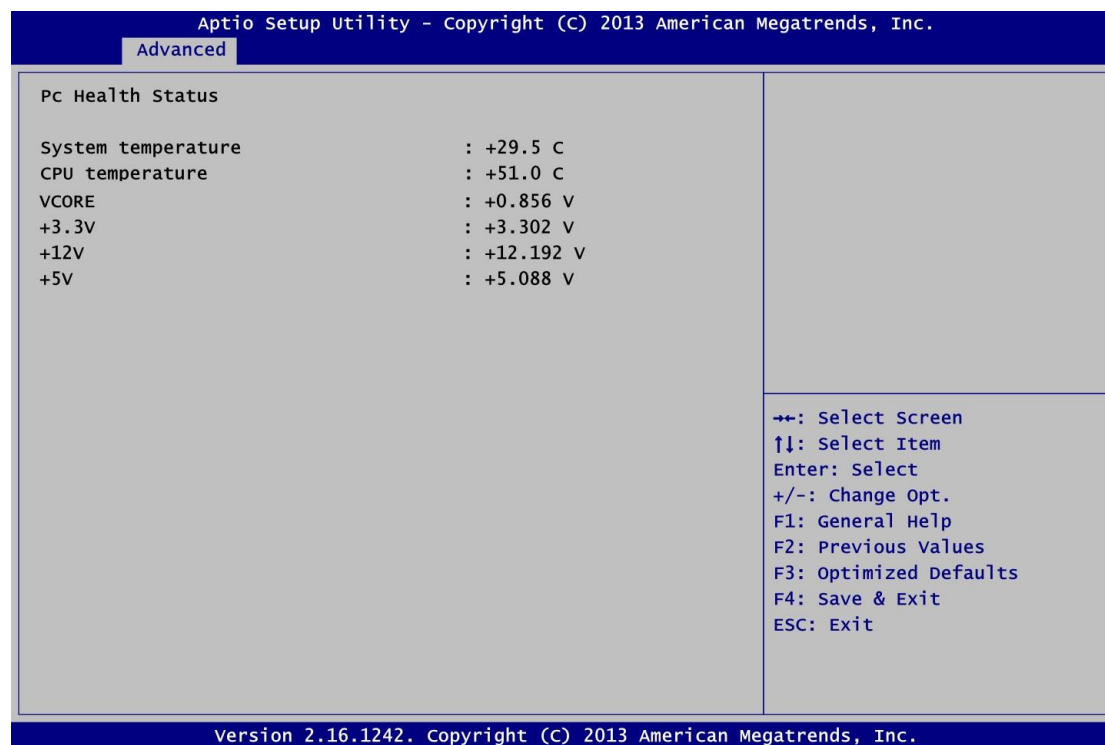 Aptio Setup Utility - Copyright (C) 2013 American Megatrends, Inc.
Advanced
Pc Health Status
System temperature : +29.5 C
CPU temperature : +51.0 C
VCORE : +0.856 V
+3.3V : +3.302 V
+12V : +12.192 V
+5V : +5.088 V
→←: Select Screen
↑↓: Select Item
Enter: Select
+/-: Change Opt.
F1: General Help
F2: Previous Values
F3: Optimized Defaults
F4: Save & Exit
ESC: Exit
Version 2.16.1242. Copyright (C) 2013 American Megatrends, Inc.